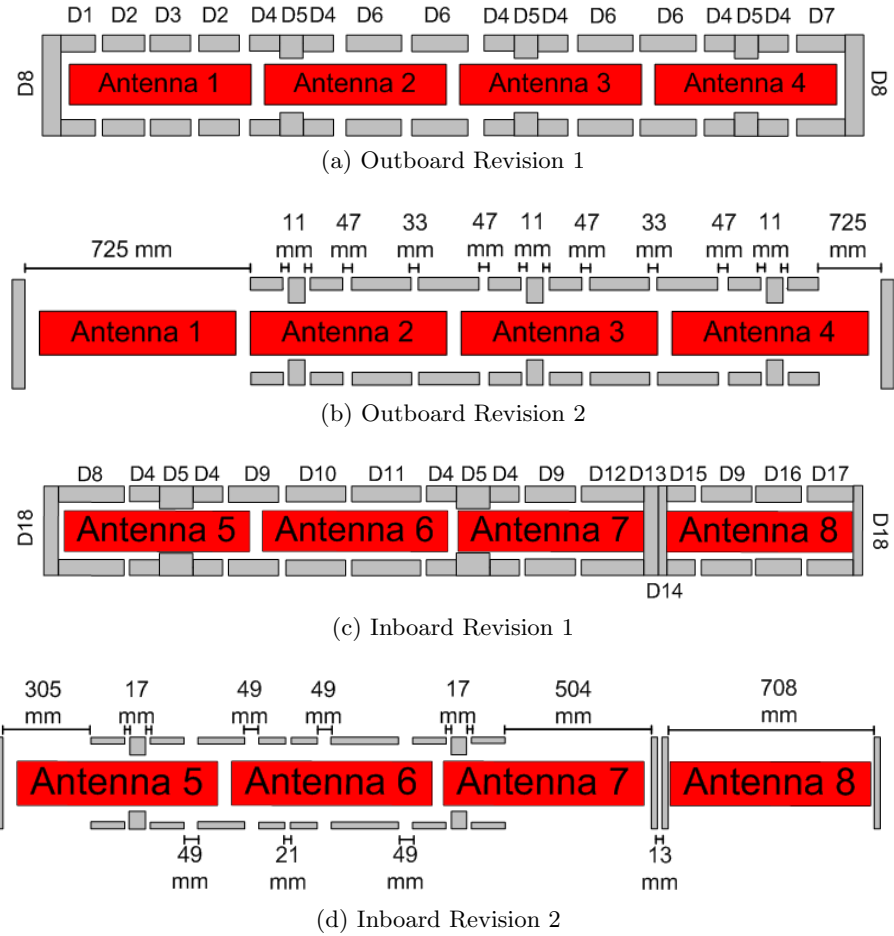 D1 D2 D3 D2 D4 D5 D4 D6 D6 D4 D5 D4 D6 D6 D4 D5 D4 D7
D8 Antenna 1 Antenna 2 Antenna 3 Antenna 4 D8
(a) Outboard Revision 1
11 47 33 47 11 47 33 47 11 725
725 mm mm mm mm mm mm mm mm mm mm mm
Antenna 1 Antenna 2 Antenna 3 Antenna 4
(b) Outboard Revision 2
D8 D4 D5 D4 D9 D10 D11 D4 D5 D4 D9 D12 D13 D15 D9 D16 D17
D18 Antenna 5 Antenna 6 Antenna 7 Antenna 8 D18
D14
(c) Inboard Revision 1
305 17 49 49 17 504 708
mm mm mm mm mm mm mm
Antenna 5 Antenna 6 Antenna 7 Antenna 8
49 21 49 13
mm mm mm mm
(d) Inboard Revision 2